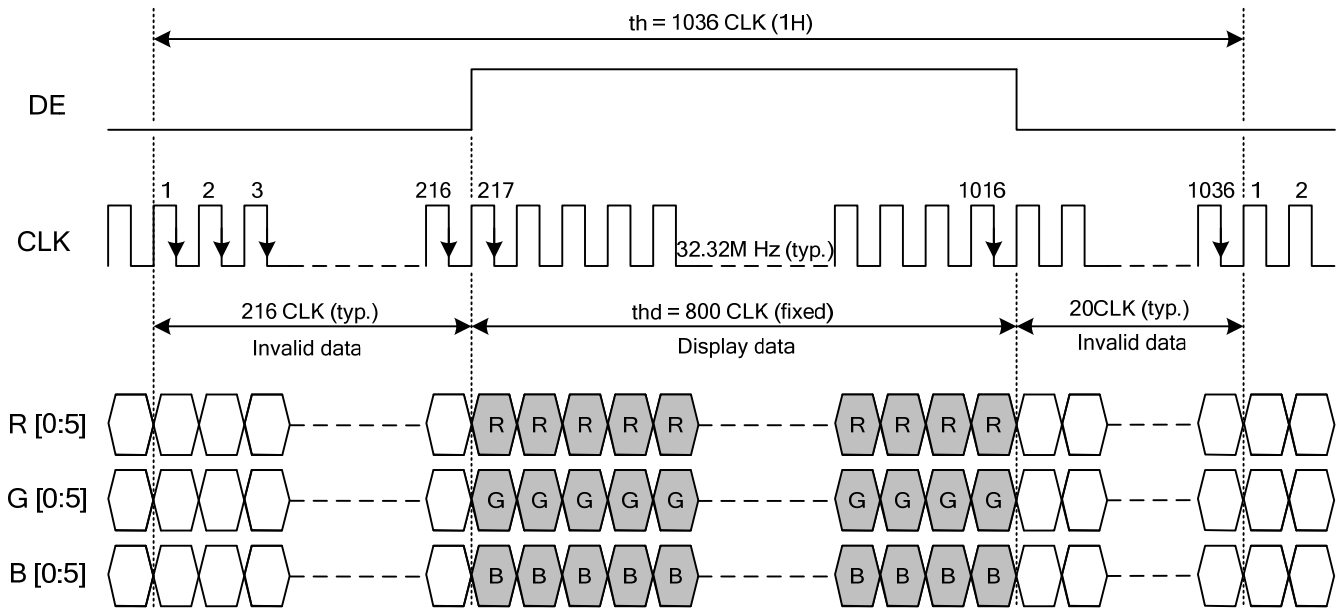 th = 1036 CLK (1H)
DE
1 2 3 216 217 1016 1036 1 2
CLK
32.32M Hz (typ.)
216 CLK (typ.) thd = 800 CLK (fixed) 20CLK (typ.)
Invalid data Display data Invalid data
R [0:5] R R R R R R R R R
G [0:5] G G G G G G G G G
B [0:5] B B B B B B B B B